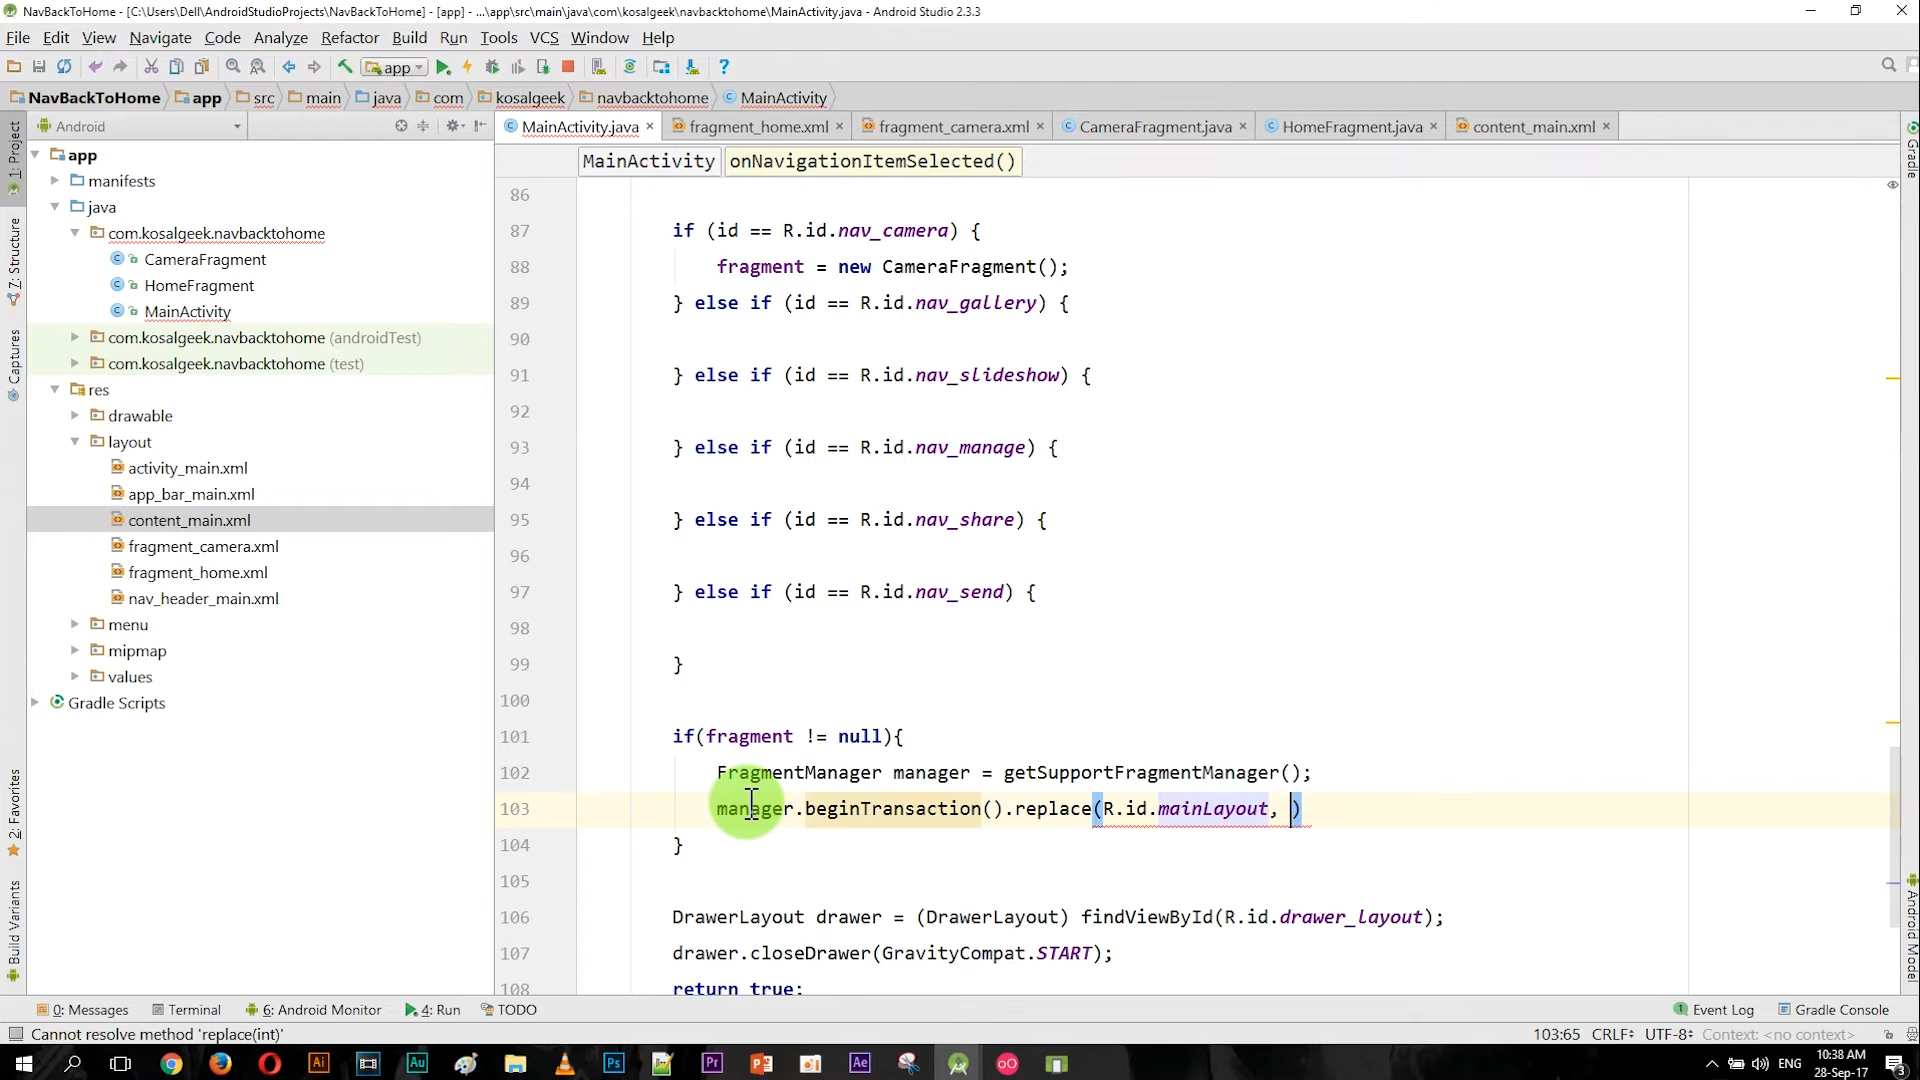 NavBackToHome - [C:\Users\Dell\AndroidStudioProjects\NavBackToHome] - [app] - ...\app\src\main\java\com\kosalgeek\navbacktohome\MainActivity.java - Android Studio 2.3.3
File Edit View Navigate Code Analyze Refactor Build Run Tools VCS Window Help
app
NavBackToHome app src main java com kosalgeek navbacktohome MainActivity
Android
MainActivity.java fragment_home.xml fragment_camera.xml CameraFragment.java HomeFragment.java content_main.xml
MainActivity onNavigationItemSelected()
1: Project
Z: Structure
Captures
2: Favorites
Build Variants
app
manifests
java
com.kosalgeek.navbacktohome
CameraFragment
HomeFragment
MainActivity
com.kosalgeek.navbacktohome (androidTest)
com.kosalgeek.navbacktohome (test)
res
drawable
layout
activity_main.xml
app_bar_main.xml
content_main.xml
fragment_camera.xml
fragment_home.xml
nav_header_main.xml
menu
mipmap
values
Gradle Scripts
86
87 if (id == R.id.nav_camera) {
88 fragment = new CameraFragment();
89 } else if (id == R.id.nav_gallery) {
90
91 } else if (id == R.id.nav_slideshow) {
92
93 } else if (id == R.id.nav_manage) {
94
95 } else if (id == R.id.nav_share) {
96
97 } else if (id == R.id.nav_send) {
98
99 }
100
101 if(fragment != null){
102 FragmentManager manager = getSupportFragmentManager();
103 manager.beginTransaction().replace(R.id.mainLayout, )
104 }
105
106 DrawerLayout drawer = (DrawerLayout) findViewById(R.id.drawer_layout);
107 drawer.closeDrawer(GravityCompat.START);
108 return true;
Gradle
Android Model
0: Messages Terminal 6: Android Monitor 4: Run TODO 1 Event Log Gradle Console
Cannot resolve method 'replace(int)' 103:65 CRLF÷ UTF-8÷ Context: <no context>
Ai Au Ps Pr Ae ENG 10:38 AM
28-Sep-17 3